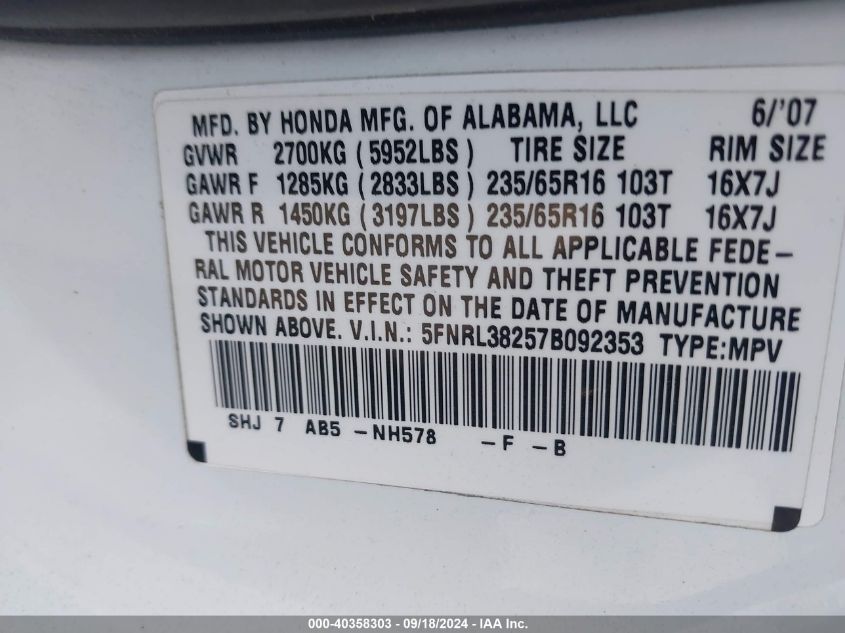 MFD. BY HONDA MFG. OF ALABAMA, LLC 6/'07
GVWR 2700KG ( 5952LBS ) TIRE SIZE RIM SIZE
GAWR F 1285KG ( 2833LBS ) 235/65R16 103T 16X7J
GAWR R 1450KG ( 3197LBS ) 235/65R16 103T 16X7J
THIS VEHICLE CONFORMS TO ALL APPLICABLE FEDE-
RAL MOTOR VEHICLE SAFETY AND THEFT PREVENTION
STANDARDS IN EFFECT ON THE DATE OF MANUFACTURE
SHOWN ABOVE. V.I.N.: 5FNRL38257B092353 TYPE:MPV
SHJ 7 AB5 -NH578 -F -B
000-40358303 - 09/18/2024 - IAA Inc.